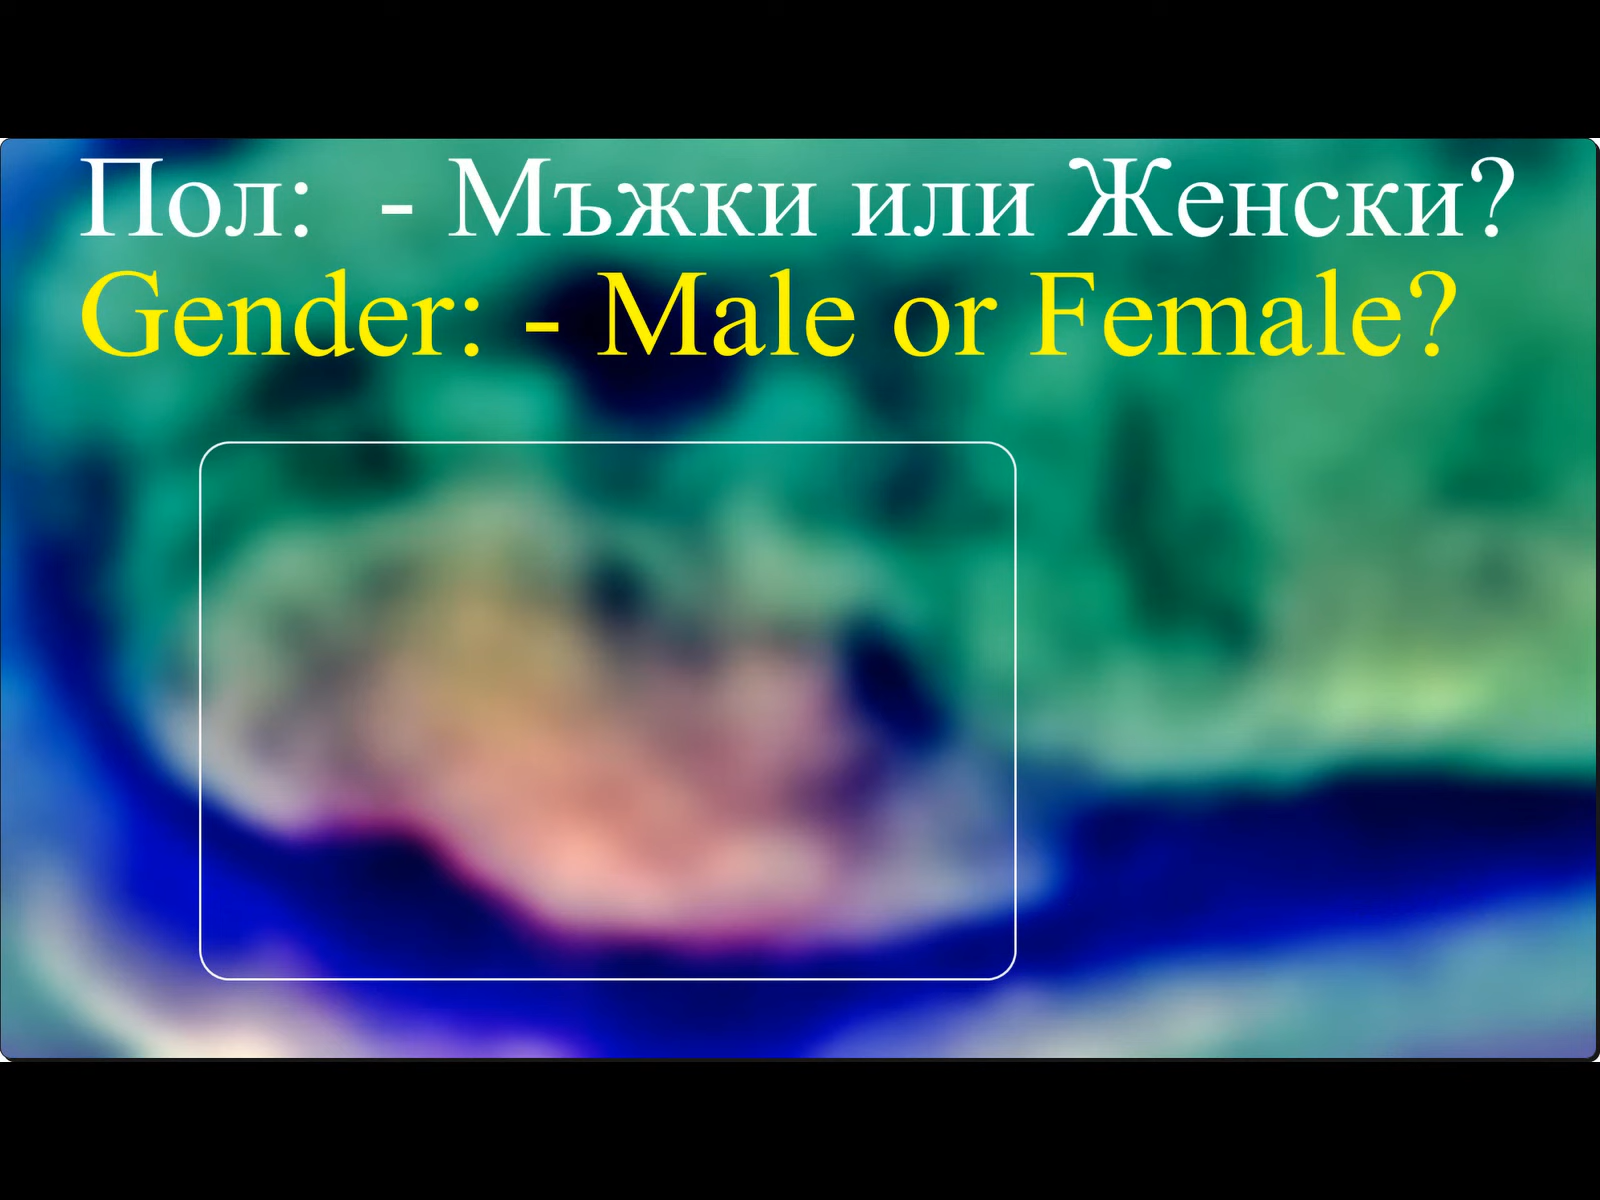 Пол: - Мъжки или Женски?
Gender: - Male or Female?